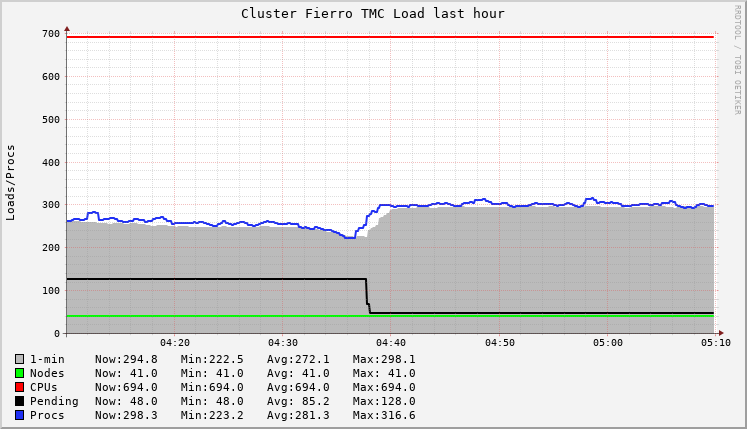 Cluster Fierro TMC Load last hour
RRDTOOL / TOBI OETIKER
Loads/Procs
700
600
500
400
300
200
100
0
04:20 04:30 04:40 04:50 05:00 05:10
1-min Now:294.8 Min:222.5 Avg:272.1 Max:298.1
Nodes Now: 41.0 Min: 41.0 Avg: 41.0 Max: 41.0
CPUs Now:694.0 Min:694.0 Avg:694.0 Max:694.0
Pending Now: 48.0 Min: 48.0 Avg: 85.2 Max:128.0
Procs Now:298.3 Min:223.2 Avg:281.3 Max:316.6